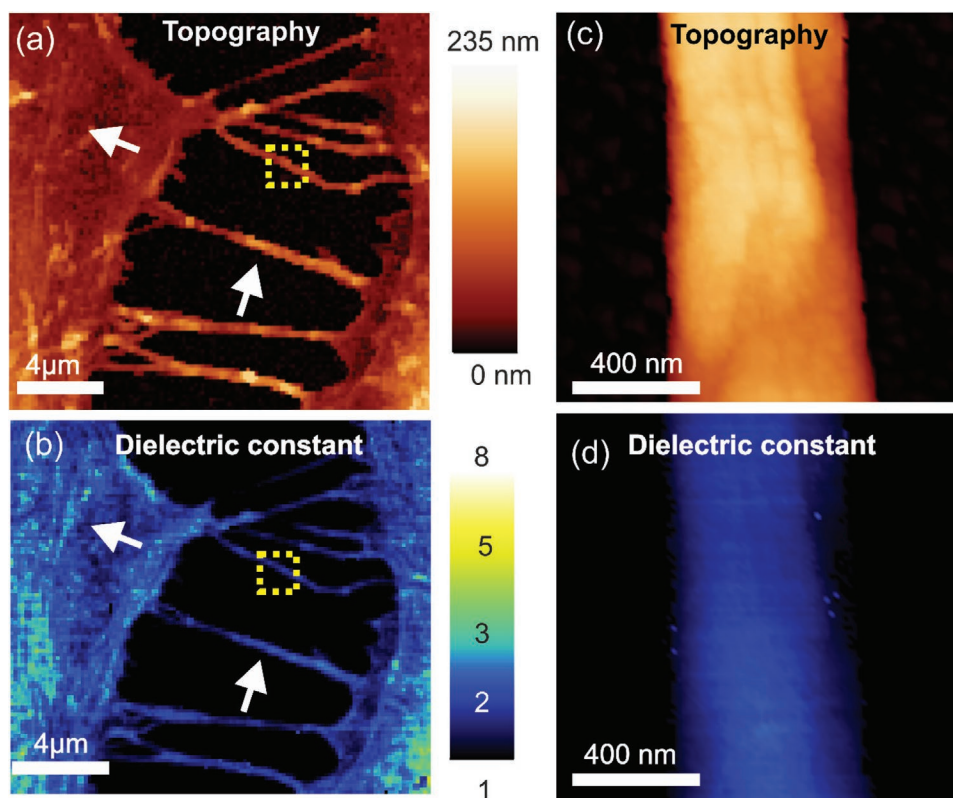 (a)
Topography
4μm
235 nm
0 nm
(c)
Topography
400 nm
(b)
Dielectric constant
4μm
8
5
3
2
1
(d)
Dielectric constant
400 nm